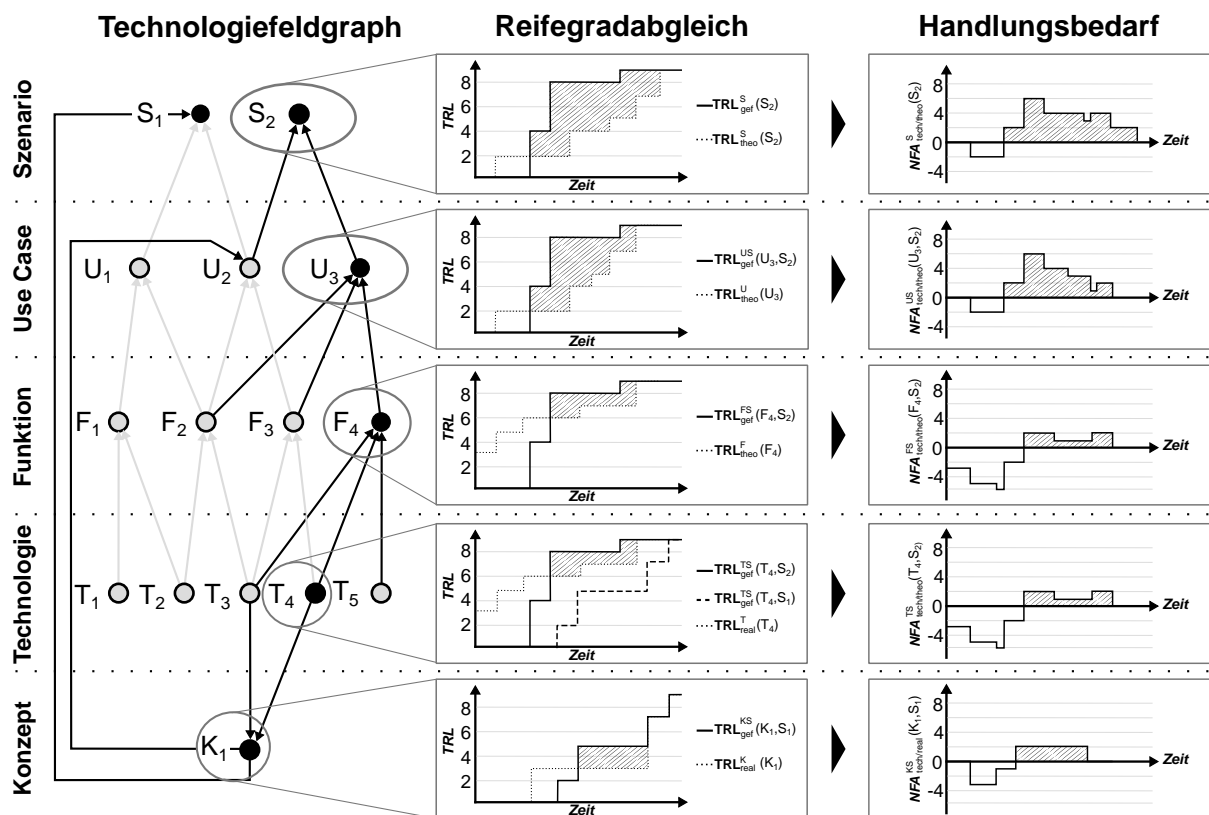 Technologiefeldgraph
Reifegradabgleich
Handlungsbedarf
Szenario
S1
S2
TRL
8
6
4
2
Zeit
TRL^S_gef (S2)
TRL^S_theo (S2)
NFA^S_tech/theo (S2)
8
4
0
-4
Zeit
Use Case
U1
U2
U3
TRL
8
6
4
2
Zeit
TRL^US_gef (U3,S2)
TRL^U_theo (U3)
NFA^US_tech/theo (U3,S2)
8
4
0
-4
Zeit
Funktion
F1
F2
F3
F4
TRL
8
6
4
2
Zeit
TRL^FS_gef (F4,S2)
TRL^F_theo (F4)
NFA^FS_tech/theo (F4,S2)
8
4
0
-4
Zeit
Technologie
T1
T2
T3
T4
T5
TRL
8
6
4
2
Zeit
TRL^TS_gef (T4,S2)
TRL^TS_gef (T4,S1)
TRL^T_real (T4)
NFA^TS_tech/theo (T4,S2)
8
4
0
-4
Zeit
Konzept
K1
TRL
8
6
4
2
Zeit
TRL^KS_gef (K1,S1)
TRL^K_real (K1)
NFA^KS_tech/real (K1,S1)
8
4
0
-4
Zeit